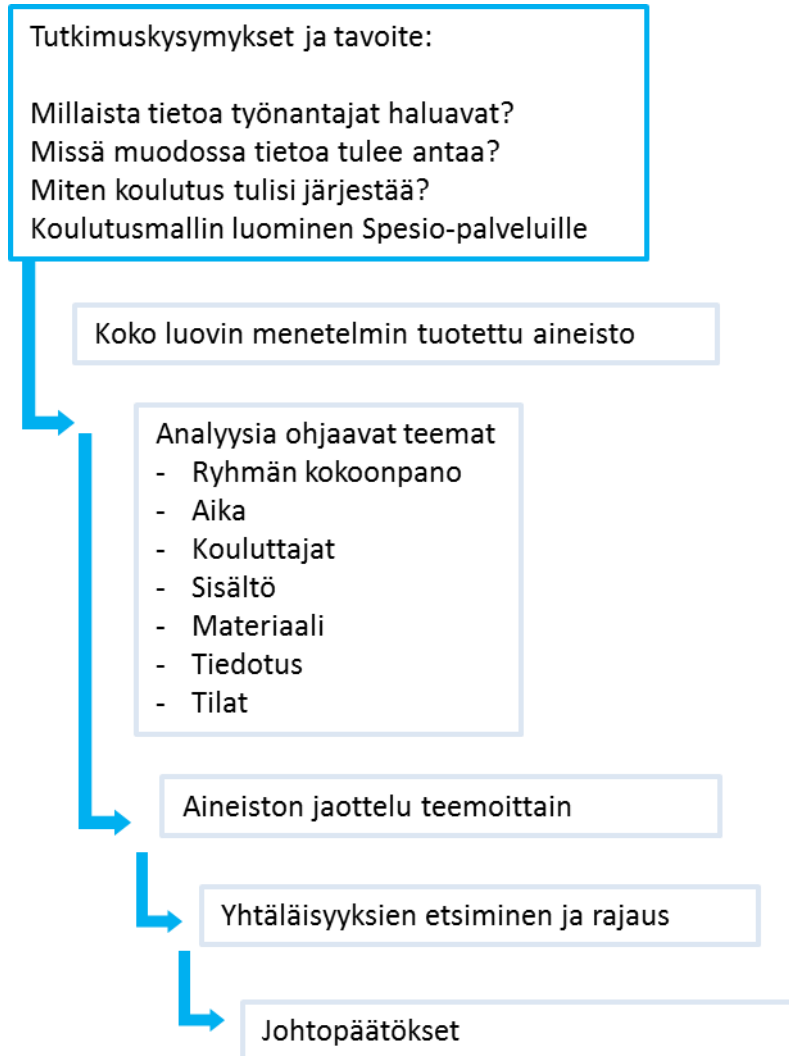 Tutkimuskysymykset ja tavoite:
Millaista tietoa työnantajat haluavat?
Missä muodossa tietoa tulee antaa?
Miten koulutus tulisi järjestää?
Koulutusmallin luominen Spesio-palveluille
Koko luovin menetelmin tuotettu aineisto
Analyysia ohjaavat teemat
- Ryhmän kokoonpano
- Aika
- Kouluttajat
- Sisältö
- Materiaali
- Tiedotus
- Tilat
Aineiston jaottelu teemoittain
Yhtäläisyyksien etsiminen ja rajaus
Johtopäätökset